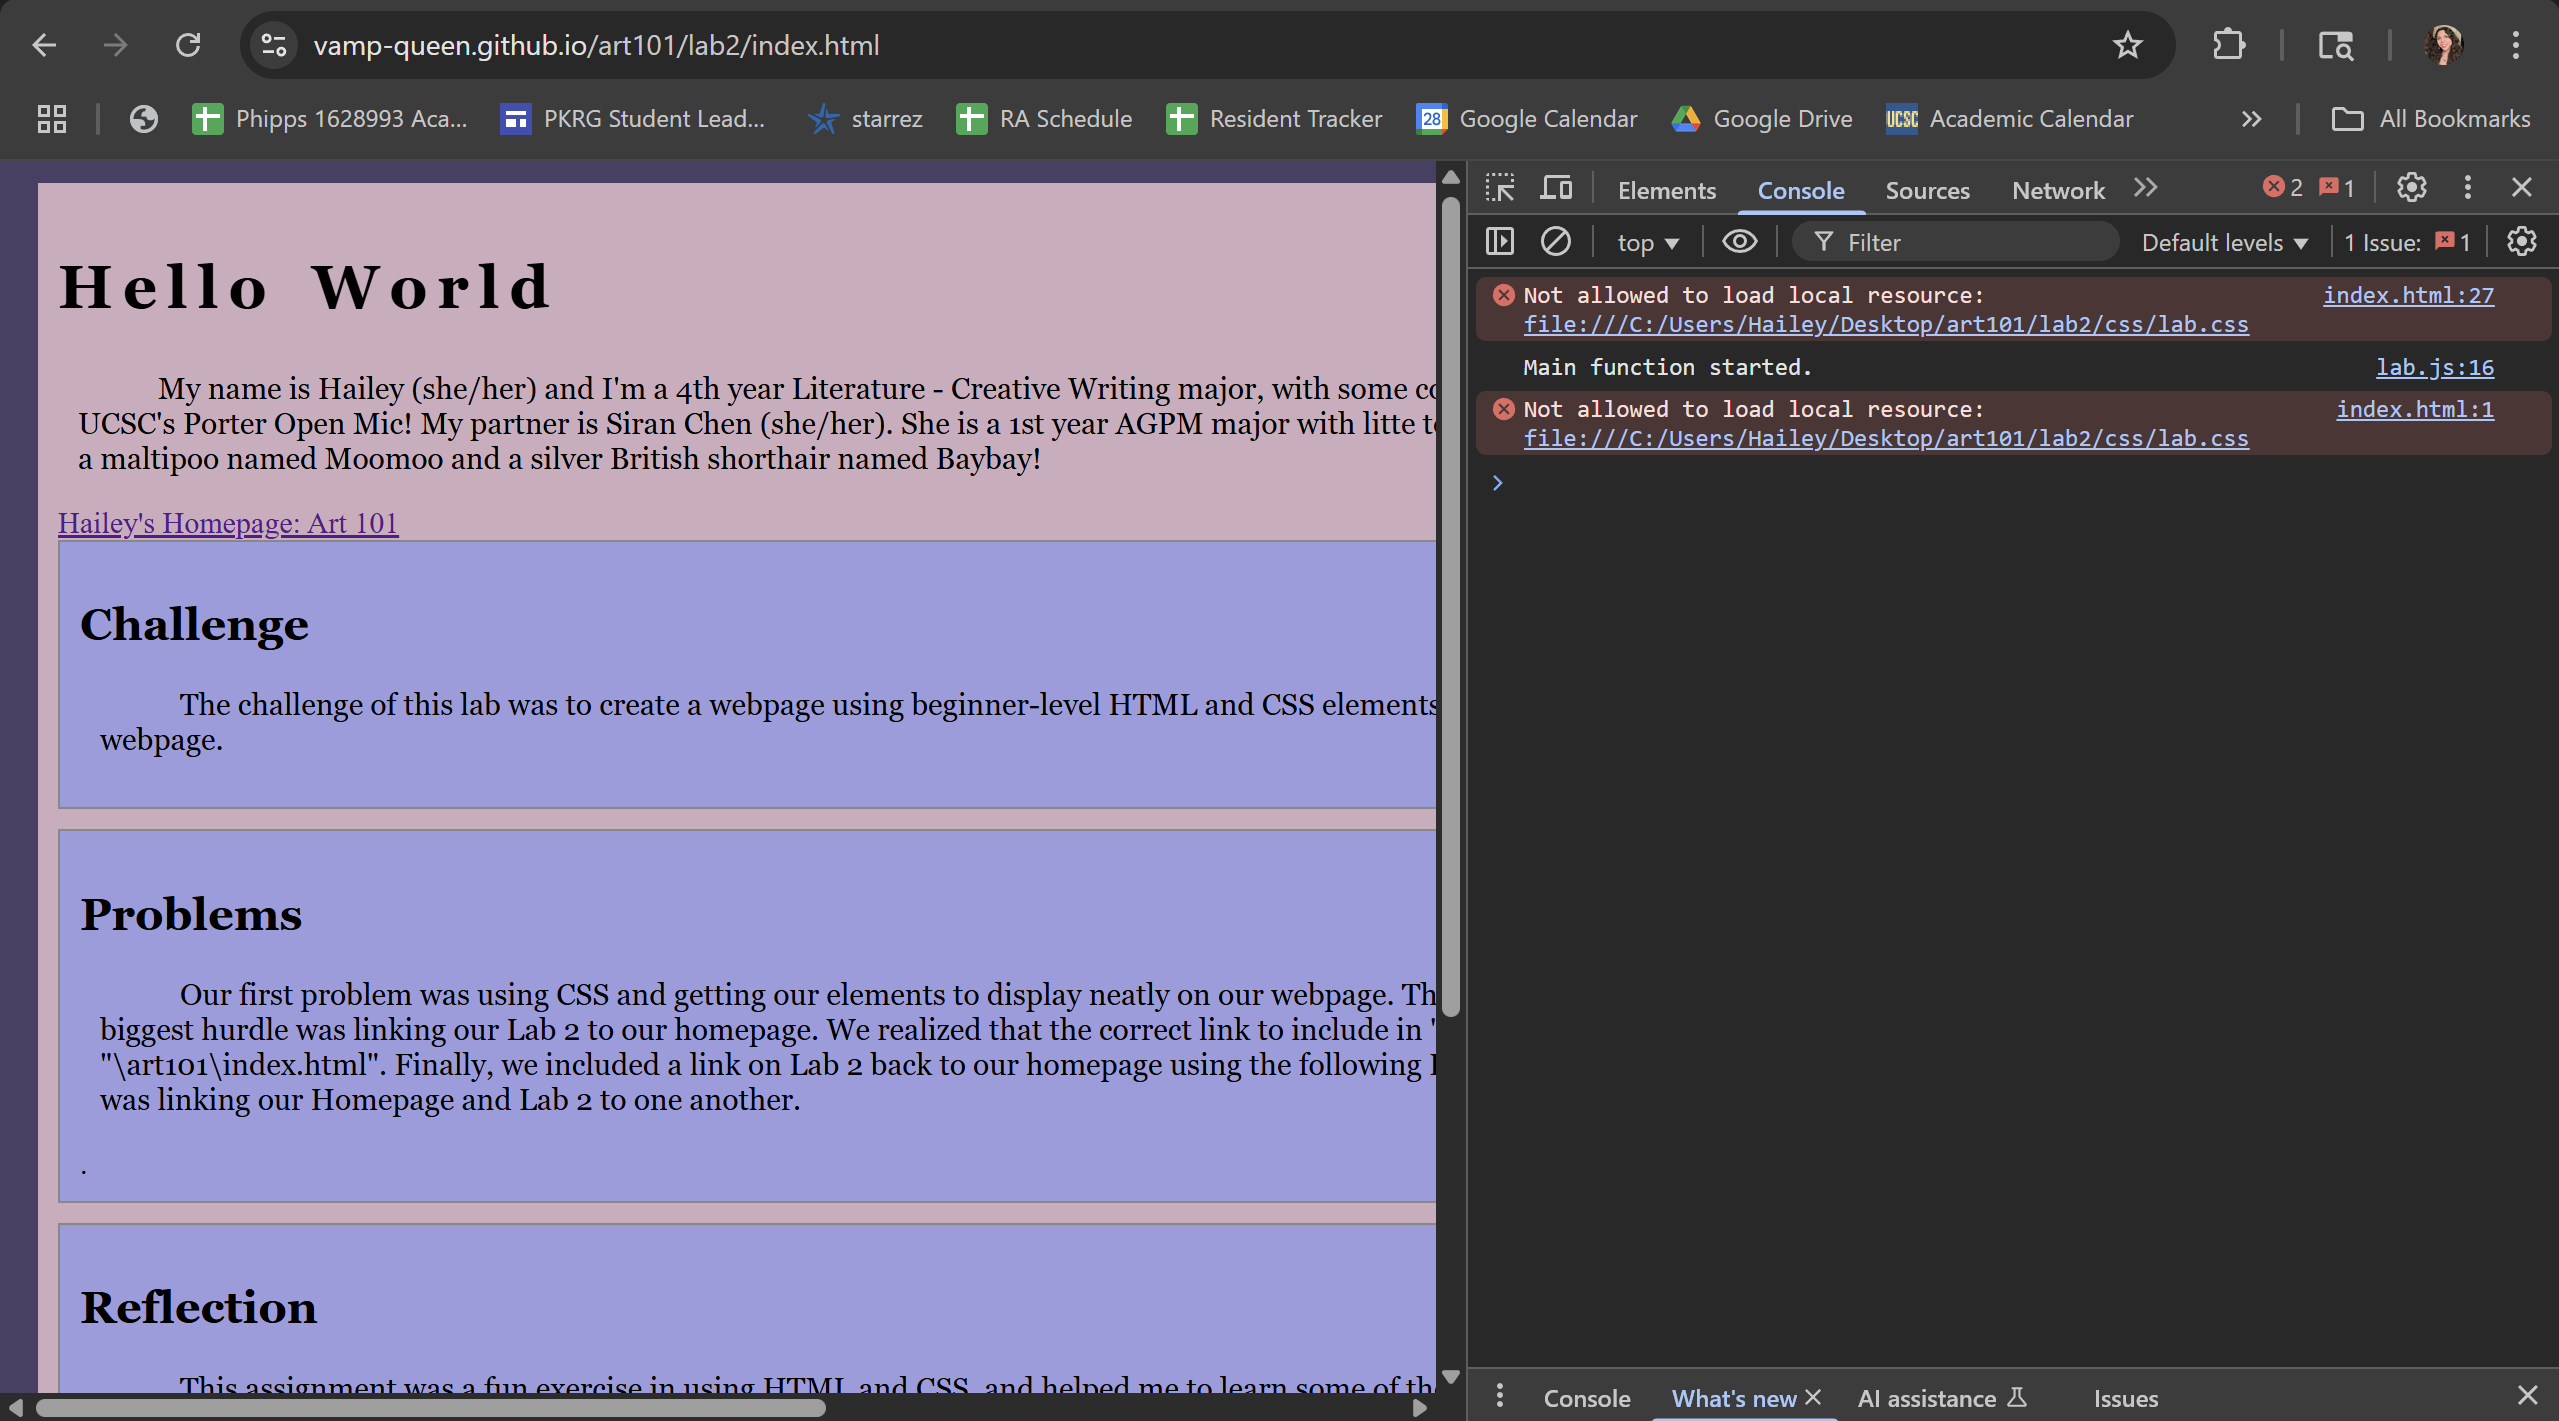 vamp-queen.github.io/art101/lab2/index.html
Phipps 1628993 Aca...
PKRG Student Lead...
starrez
RA Schedule
Resident Tracker
28
Google Calendar
Google Drive
UCSC
Academic Calendar
All Bookmarks
Hello World
My name is Hailey (she/her) and I'm a 4th year Literature - Creative Writing major, with some co
UCSC's Porter Open Mic! My partner is Siran Chen (she/her). She is a 1st year AGPM major with litte t
a maltipoo named Moomoo and a silver British shorthair named Baybay!
Hailey's Homepage: Art 101
Challenge
The challenge of this lab was to create a webpage using beginner-level HTML and CSS elements
webpage.
Problems
Our first problem was using CSS and getting our elements to display neatly on our webpage. Th
biggest hurdle was linking our Lab 2 to our homepage. We realized that the correct link to include in '
"\art101\index.html". Finally, we included a link on Lab 2 back to our homepage using the following
was linking our Homepage and Lab 2 to one another.
.
Reflection
This assignment was a fun exercise in using HTML and CSS, and helped me to learn some of th
Elements
Console
Sources
Network
2
1
top
Filter
Default levels
1 Issue:
1
Not allowed to load local resource:
index.html:27
file:///C:/Users/Hailey/Desktop/art101/lab2/css/lab.css
Main function started.
lab.js:16
Not allowed to load local resource:
index.html:1
file:///C:/Users/Hailey/Desktop/art101/lab2/css/lab.css
Console
What's new
AI assistance
Issues